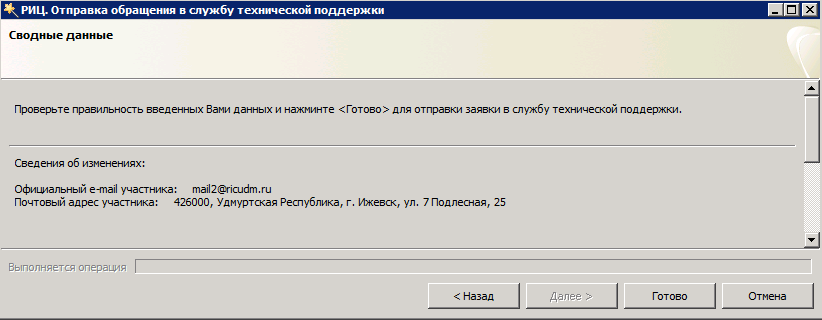 РИЦ. Отправка обращения в службу технической поддержки
Сводные данные
Проверьте правильность введенных Вами данных и нажмите <Готово> для отправки заявки в службу технической поддержки.
Сведения об изменениях:
Официальный e-mail участника: mail2@ricudm.ru
Почтовый адрес участника: 426000, Удмуртская Республика, г. Ижевск, ул. 7 Подлесная, 25
Выполняется операция
< Назад Далее > Готово Отмена